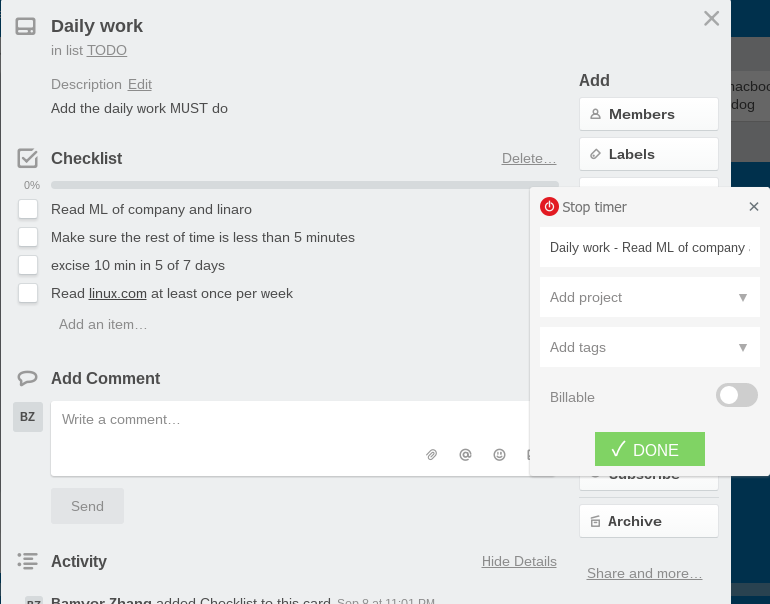 Daily work
in list TODO
Description Edit
Add the daily work MUST do
Checklist
Delete...
0%
Read ML of company and linaro
Make sure the rest of time is less than 5 minutes
excise 10 min in 5 of 7 days
Read linux.com at least once per week
Add an item...
Add Comment
BZ
Write a comment...
Send
Activity
Hide Details
BZ
Bamvor Zhang added Checklist to this card Sep 8 at 11:01 PM
Add
Members
Labels
Stop timer
Daily work - Read ML of company
Add project
Add tags
Billable
✓ DONE
Subscribe
Archive
Share and more...
dog